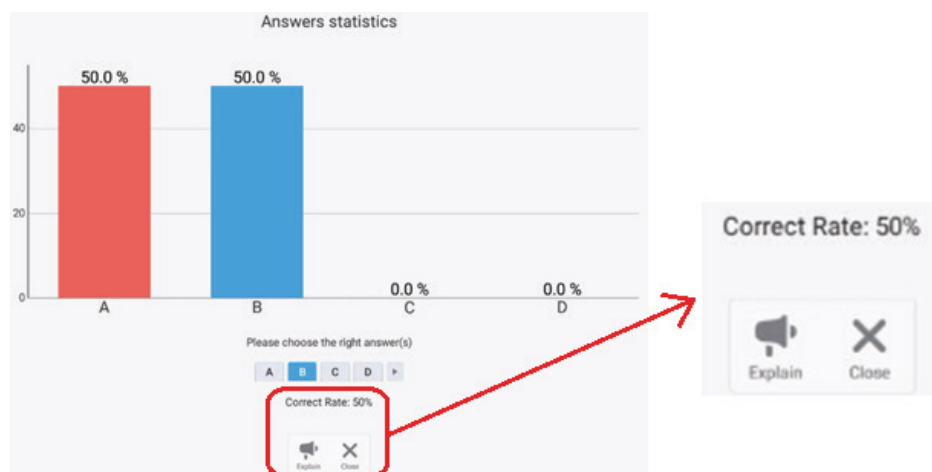 Answers statistics
50.0 % 50.0 %
40
20
0.0 % 0.0 %
0
A B C D
Please choose the right answer(s)
A B C D
Correct Rate: 50%
Explain Close
Correct Rate: 50%
Explain Close